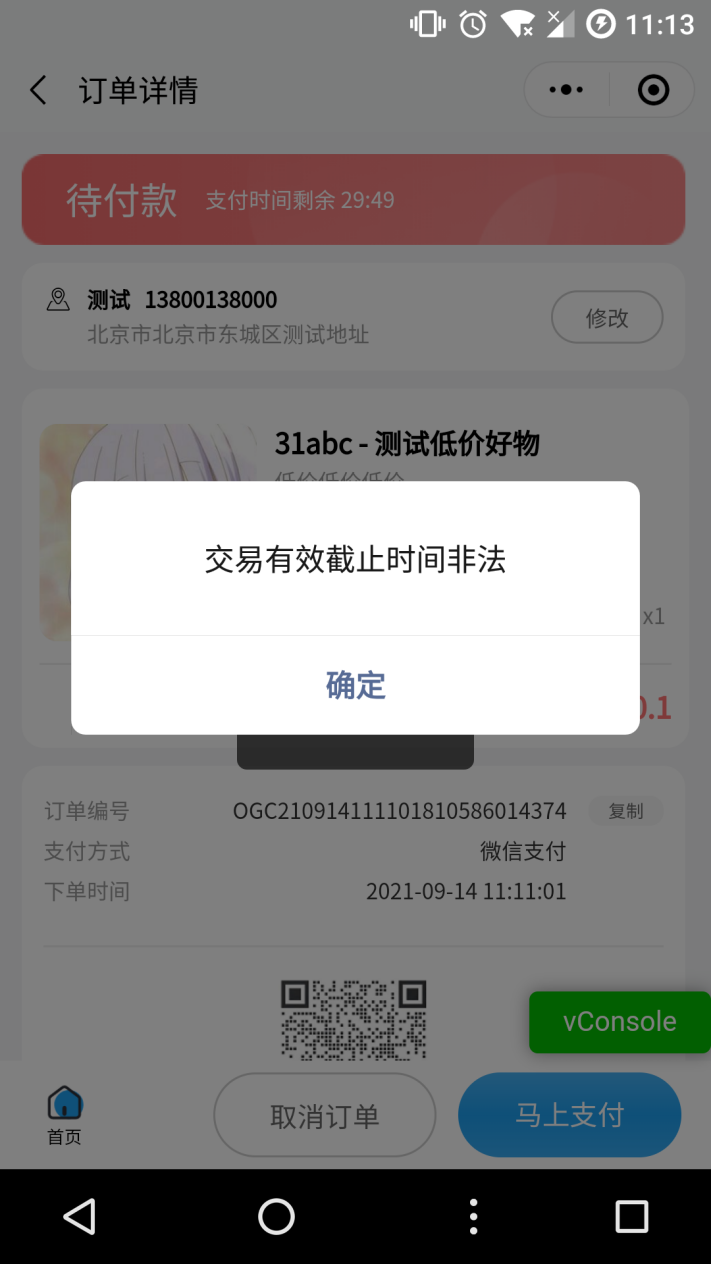 11:13
订单详情
待付款 支付时间剩余 29:49
测试 13800138000
北京市北京市东城区测试地址
修改
31abc - 测试低价好物
低价低价低价
交易有效截止时间非法
x1
确定
0.1
订单编号 OGC210914111101810586014374 复制
支付方式 微信支付
下单时间 2021-09-14 11:11:01
vConsole
首页
取消订单
马上支付